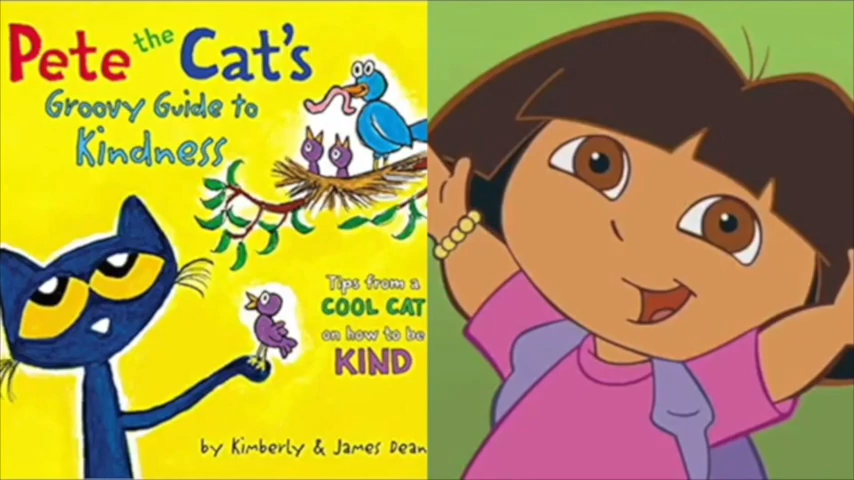 Pete the Cat's
Groovy Guide to
Kindness
Tips from a
COOL CAT
on how to be
KIND
by Kimberly & James Dean